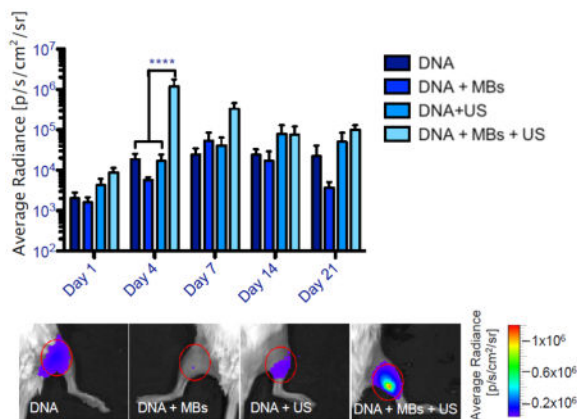 Average Radiance [p/s/cm²/sr]
10⁷
10⁶
10⁵
10⁴
10³
10²
****
Day 1
Day 4
Day 7
Day 14
Day 21
DNA
DNA + MBs
DNA+US
DNA + MBs + US
DNA
DNA + MBs
DNA + US
DNA + MBs + US
Average Radiance
[p/s/cm²/sr]
1x10⁶
0.6x10⁶
0.2x10⁶